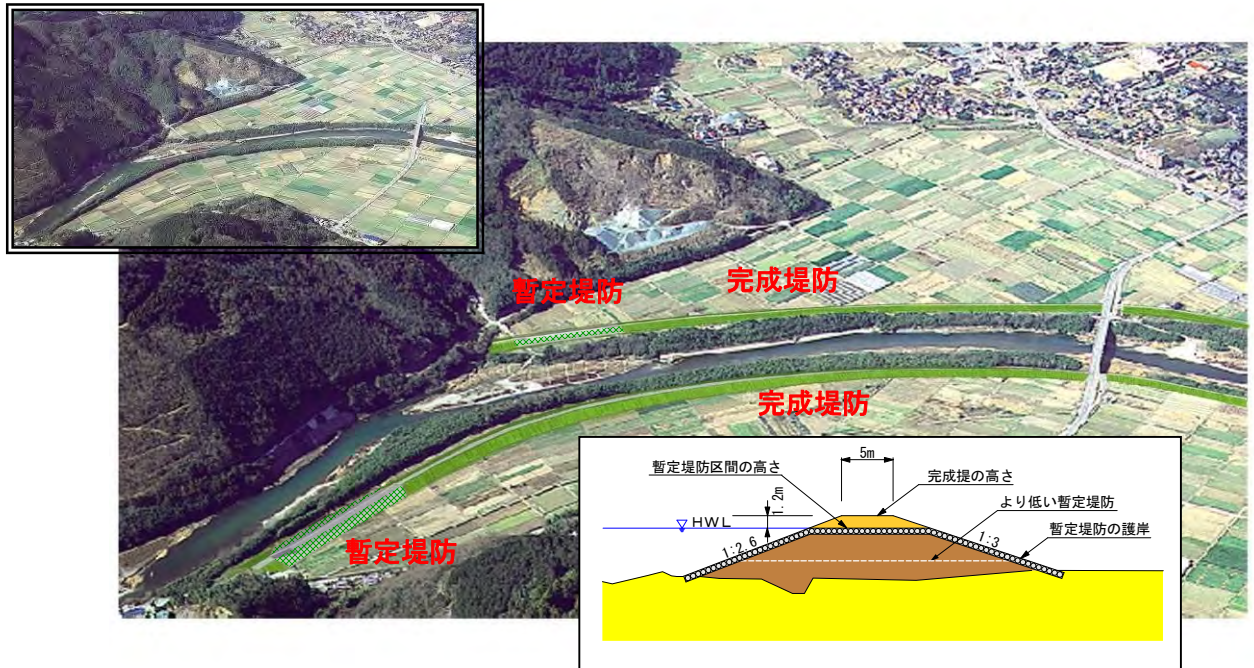 暫定堤防
完成堤防
完成堤防
暫定堤防
5m
暫定堤防区間の高さ
完成提の高さ
1.2m
より低い暫定堤防
▽HWL
暫定堤防の護岸
1:2.6
1:3